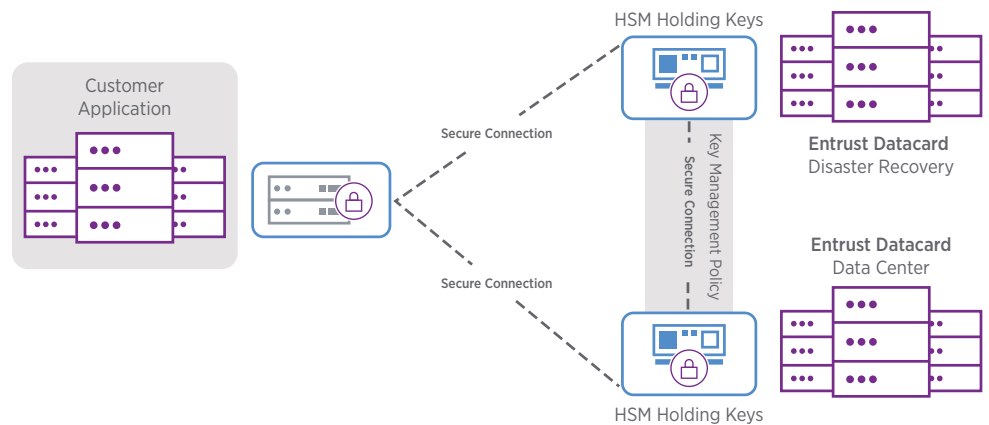 HSM Holding Keys
Customer
Application
Secure Connection
Key Management Policy
Secure Connection
Entrust Datacard
Disaster Recovery
Entrust Datacard
Data Center
Secure Connection
HSM Holding Keys